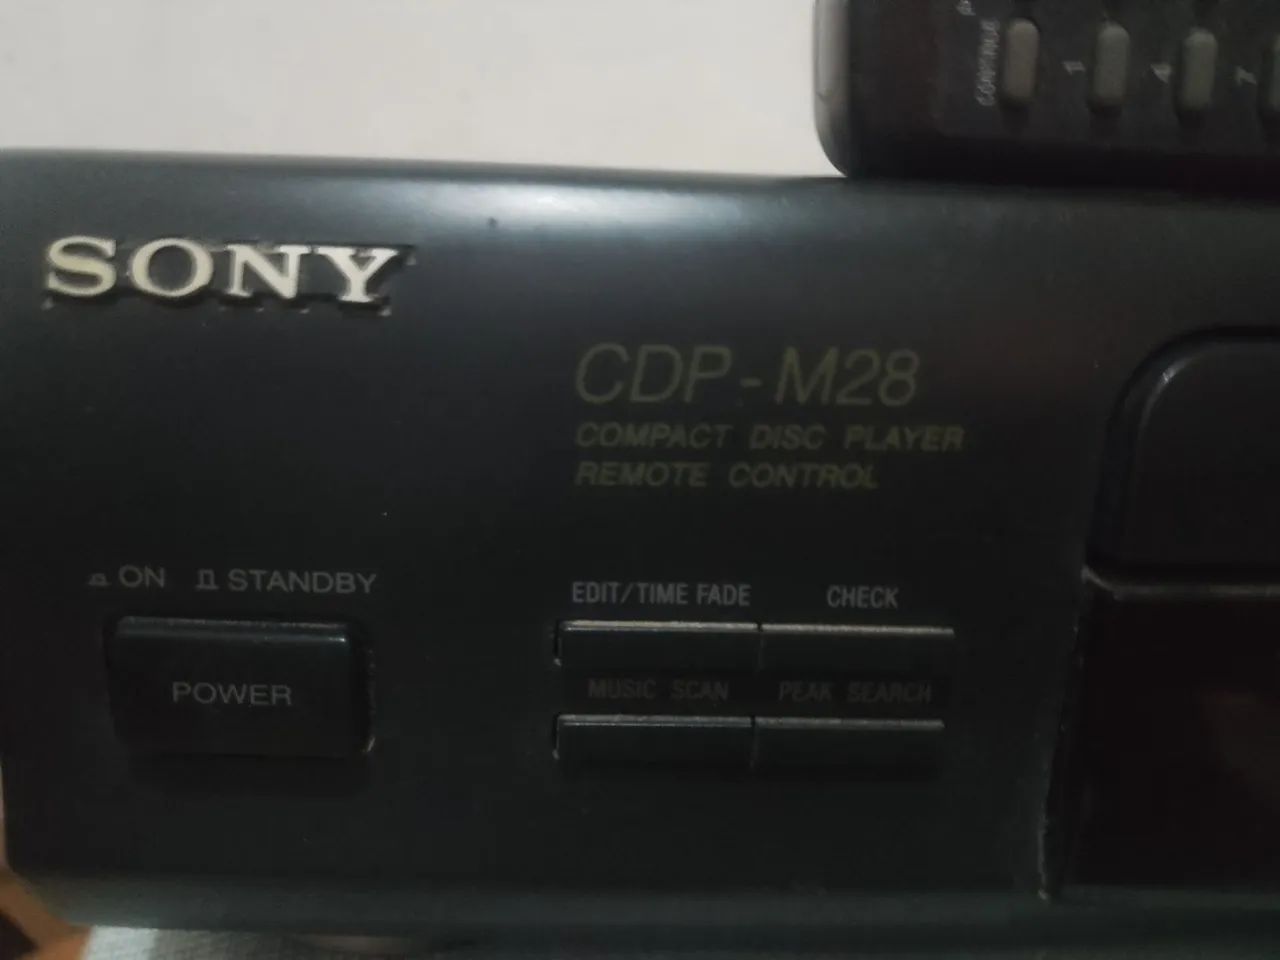 CONTINUE
1
4
7
SONY
CDP-M28
COMPACT DISC PLAYER
REMOTE CONTROL
ON STANDBY
POWER
EDIT/TIME FADE CHECK
MUSIC SCAN PEAK SEARCH